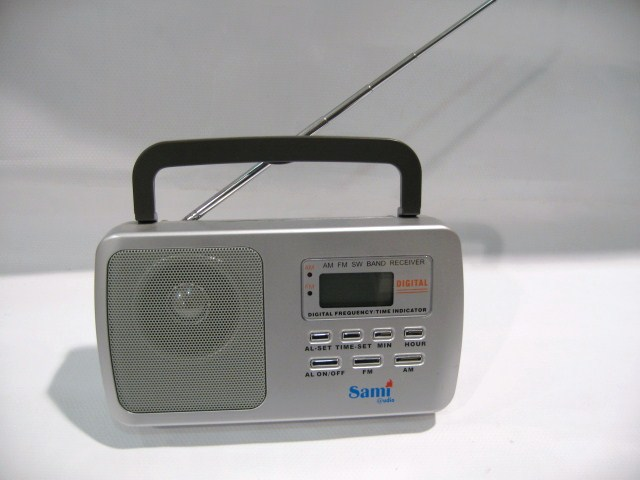 AM FM SW BAND RECEIVER
DIGITAL
DIGITAL FREQUENCY/TIME INDICATOR
AL-SET TIME-SET MIN HOUR
AL ON/OFF FM AM
Sami